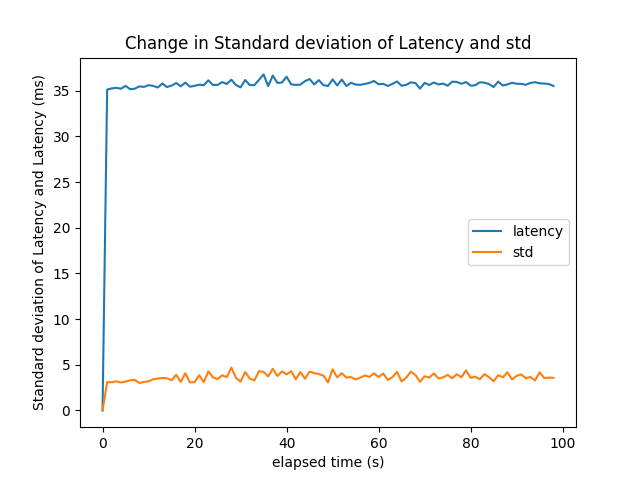 Change in Standard deviation of Latency and std
Standard deviation of Latency and Latency (ms)
35
30
25
20
15
10
5
0
latency
std
0 20 40 60 80 100
elapsed time (s)